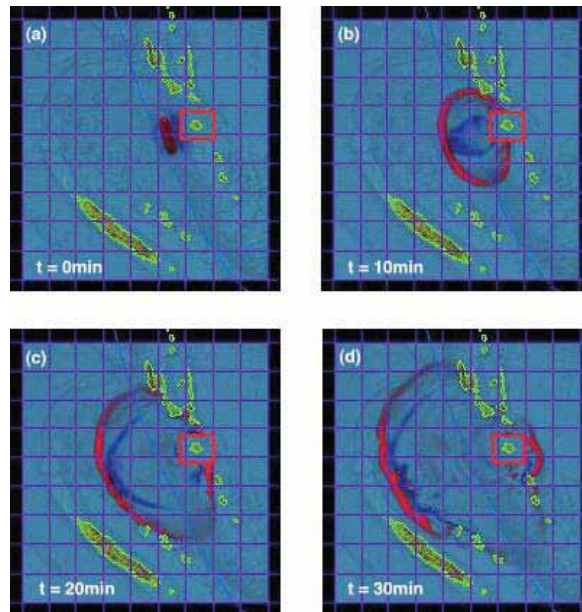 (a)
t = 0min
(b)
t = 10min
(c)
t = 20min
(d)
t = 30min